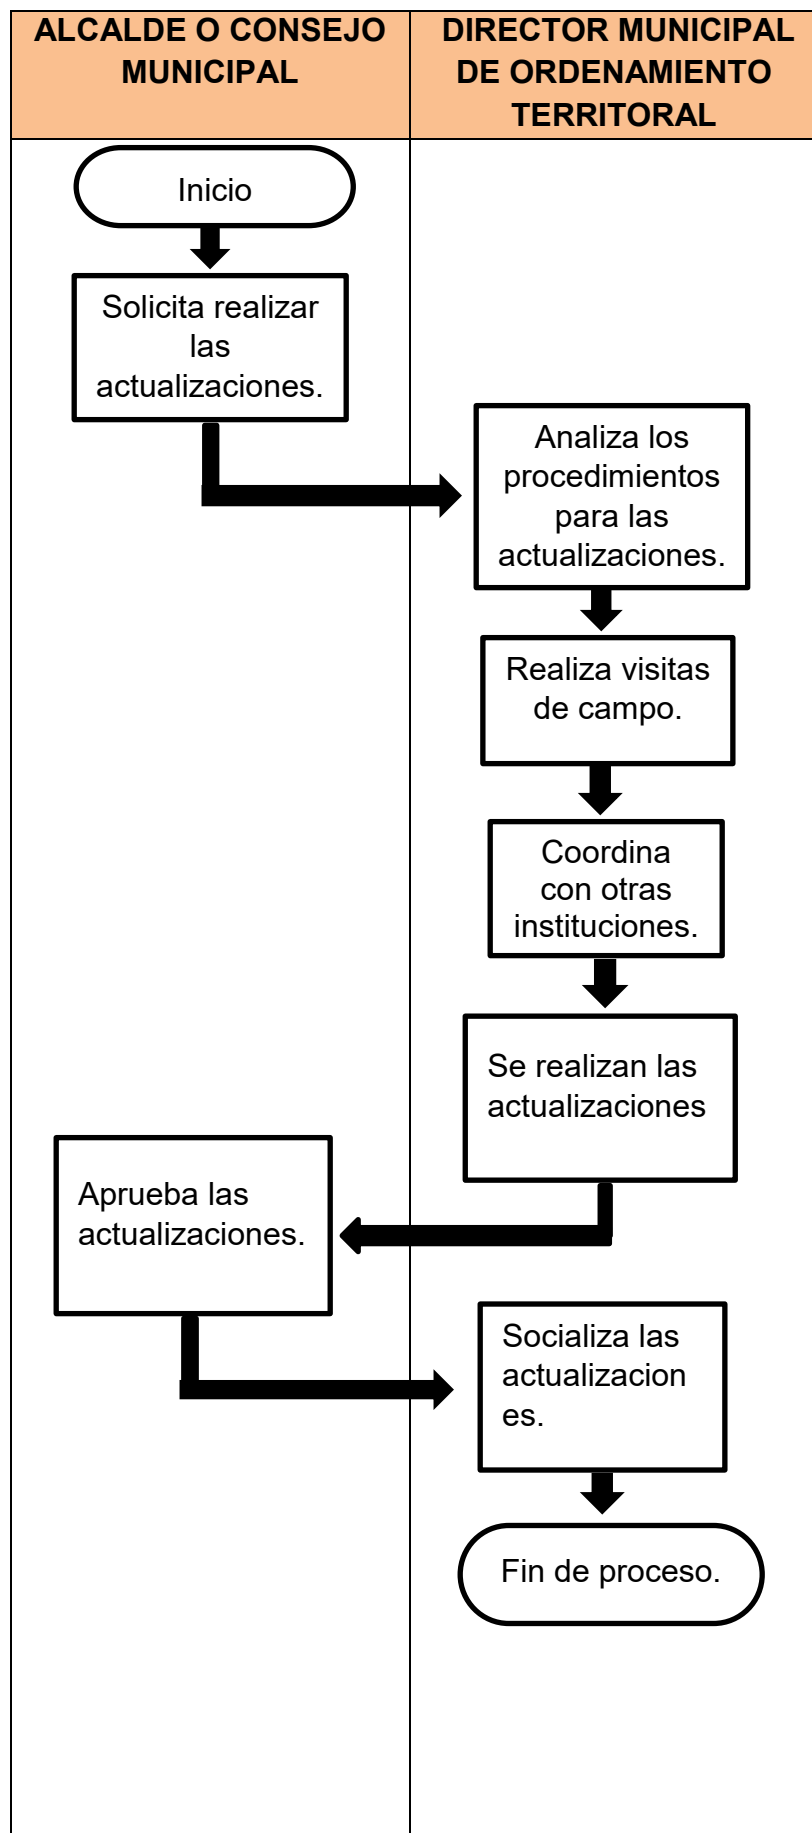 ALCALDE O CONSEJO
MUNICIPAL
DIRECTOR MUNICIPAL
DE ORDENAMIENTO
TERRITORAL
Inicio
Solicita realizar
las
actualizaciones.
Analiza los
procedimientos
para las
actualizaciones.
Realiza visitas
de campo.
Coordina
con otras
instituciones.
Se realizan las
actualizaciones
Aprueba las
actualizaciones.
Socializa las
actualizacion
es.
Fin de proceso.